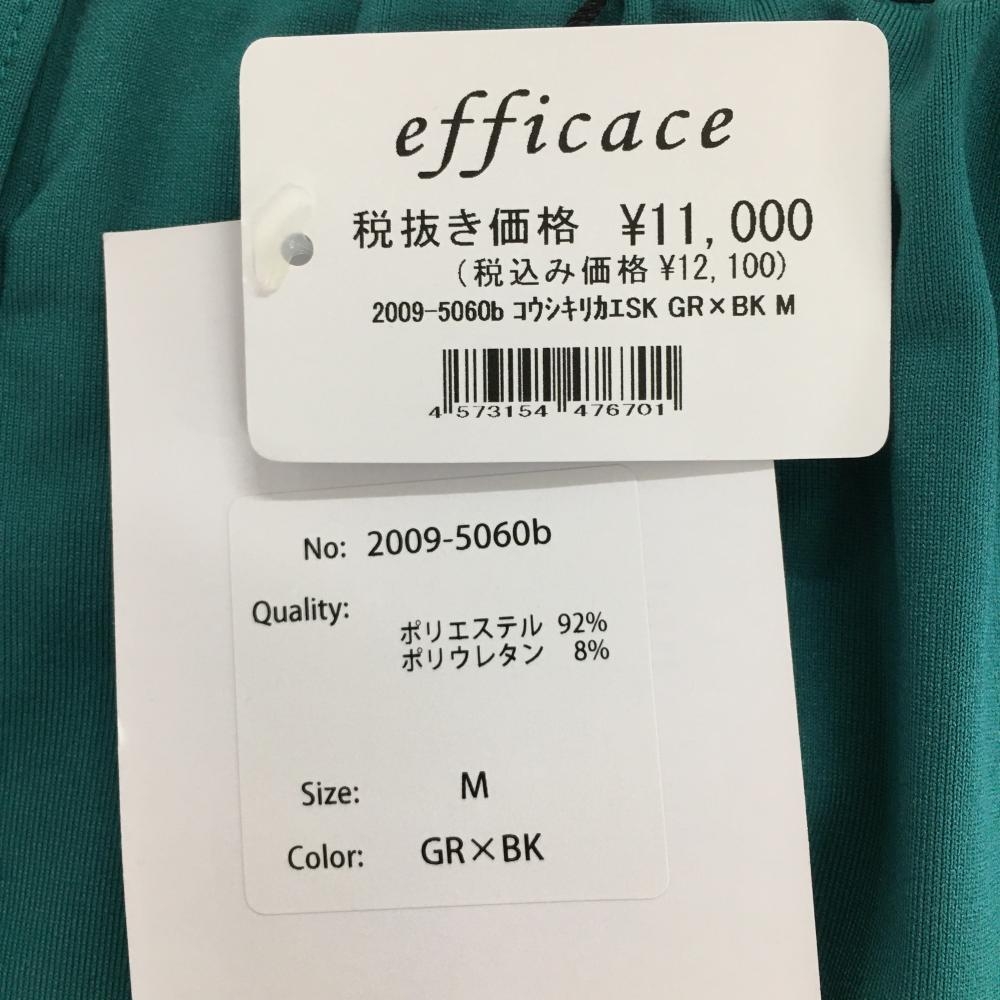 efficace
税抜き価格 ¥11,000
(税込み価格¥12,100)
2009-5060b ｺｳｼｷﾘｶｴSK GR×BK M
4 573154 476701
No: 2009-5060b
Quality:
ポリエステル 92%
ポリウレタン 8%
Size: M
Color: GR×BK